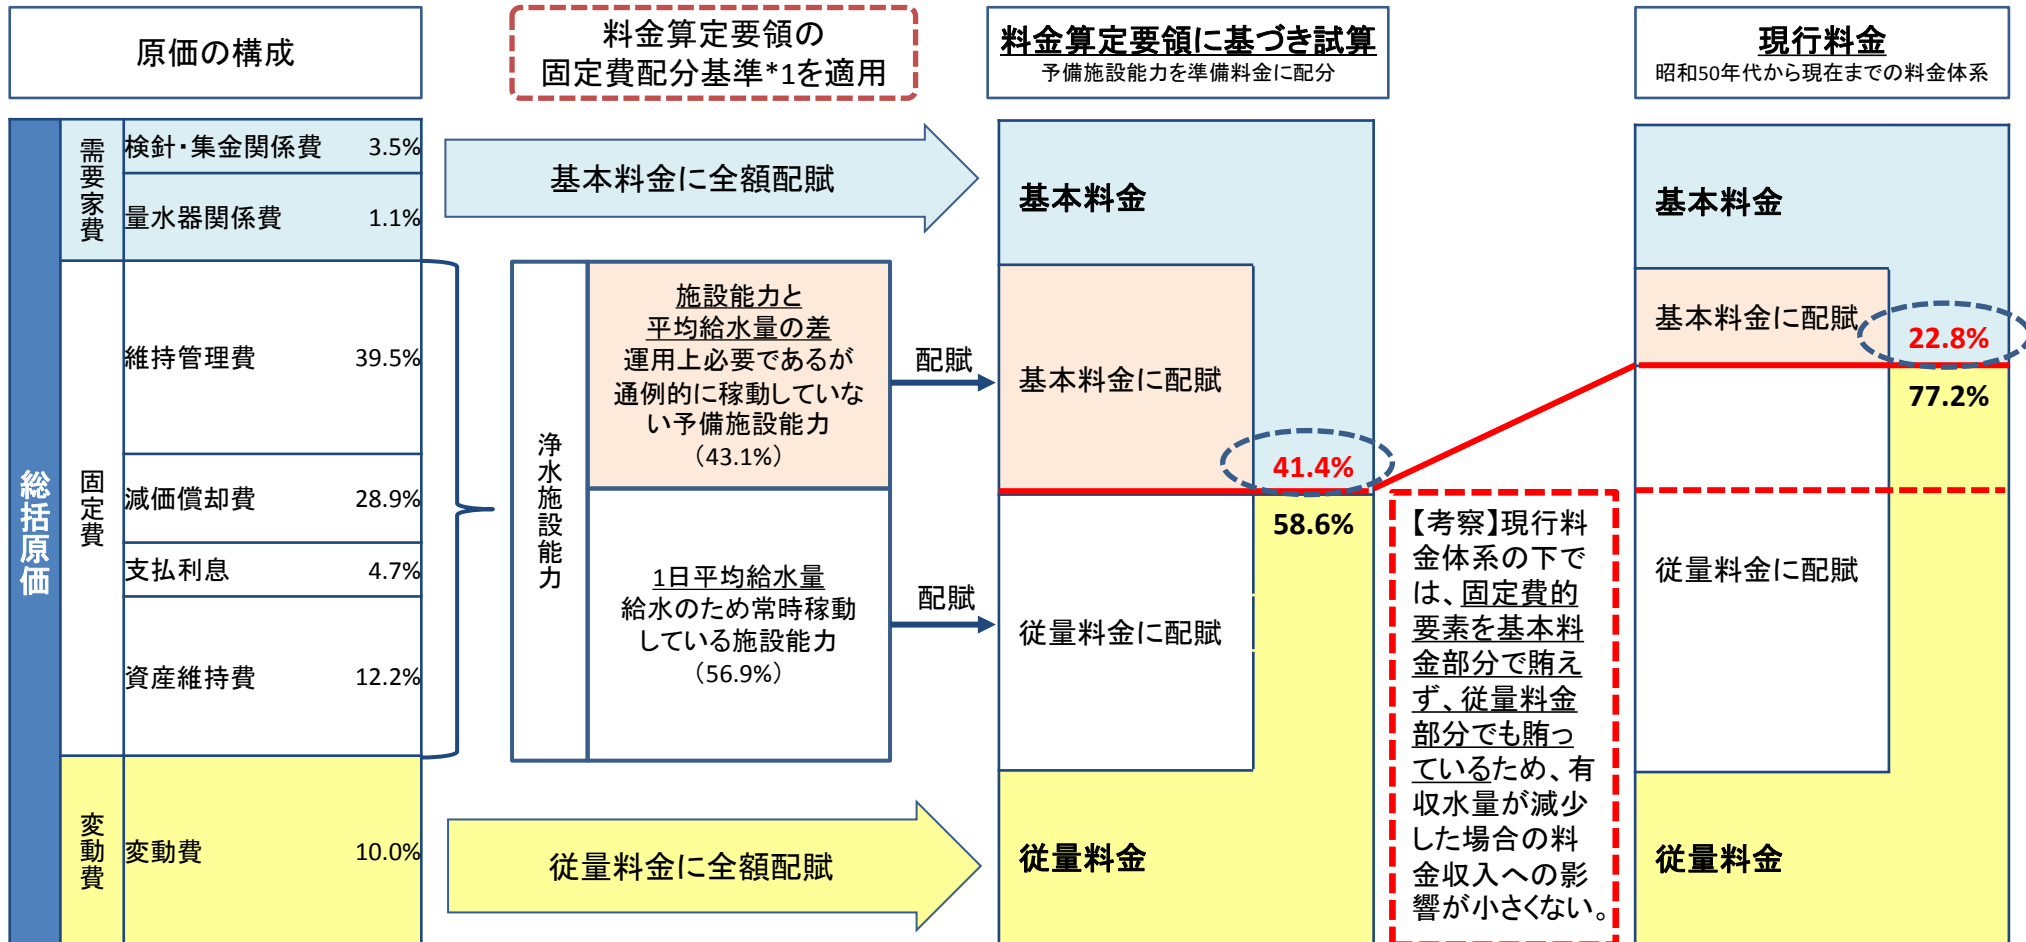 原価の構成
料金算定要領の
固定費配分基準*1を適用
料金算定要領に基づき試算
予備施設能力を準備料金に配分
現行料金
昭和50年代から現在までの料金体系
総括原価
需要家費
検針・集金関係費 3.5%
量水器関係費 1.1%
固定費
維持管理費 39.5%
減価償却費 28.9%
支払利息 4.7%
資産維持費 12.2%
変動費
変動費 10.0%
基本料金に全額配賦
浄水施設能力
施設能力と
平均給水量の差
運用上必要であるが
通例的に稼動していな
い予備施設能力
（43.1%）
配賦
1日平均給水量
給水のため常時稼動
している施設能力
（56.9%）
配賦
従量料金に全額配賦
基本料金
基本料金に配賦
41.4%
58.6%
従量料金に配賦
従量料金
【考察】現行料
金体系の下で
は、固定費的
要素を基本料
金部分で賄え
ず、従量料金
部分でも賄っ
ているため、有
収水量が減少
した場合の料
金収入への影
響が小さくない。
基本料金
基本料金に配賦
22.8%
77.2%
従量料金に配賦
従量料金